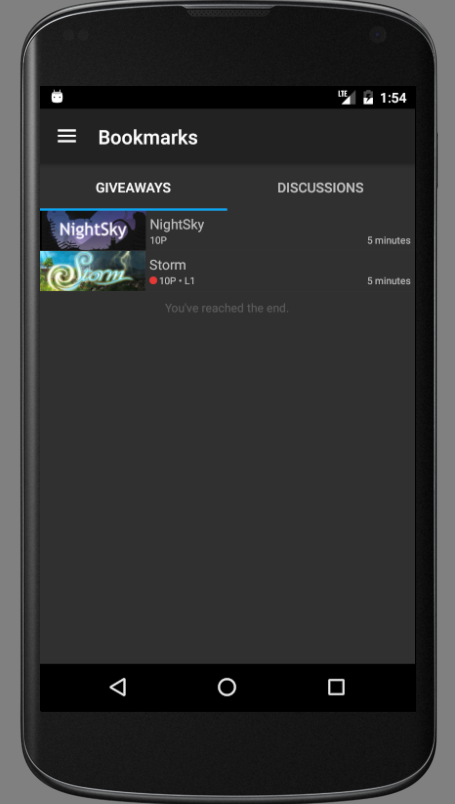 LTE 1:54
Bookmarks
GIVEAWAYS DISCUSSIONS
NightSky NightSky
10P 5 minutes
Storm Storm
10P • L1 5 minutes
You've reached the end.